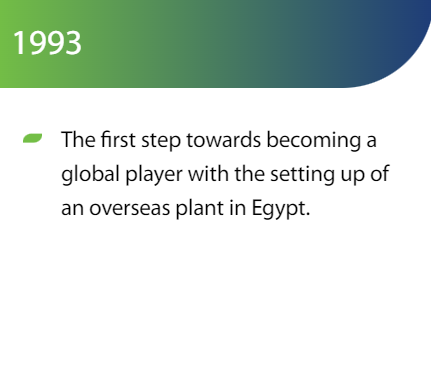 1993
The first step towards becoming a
global player with the setting up of
an overseas plant in Egypt.